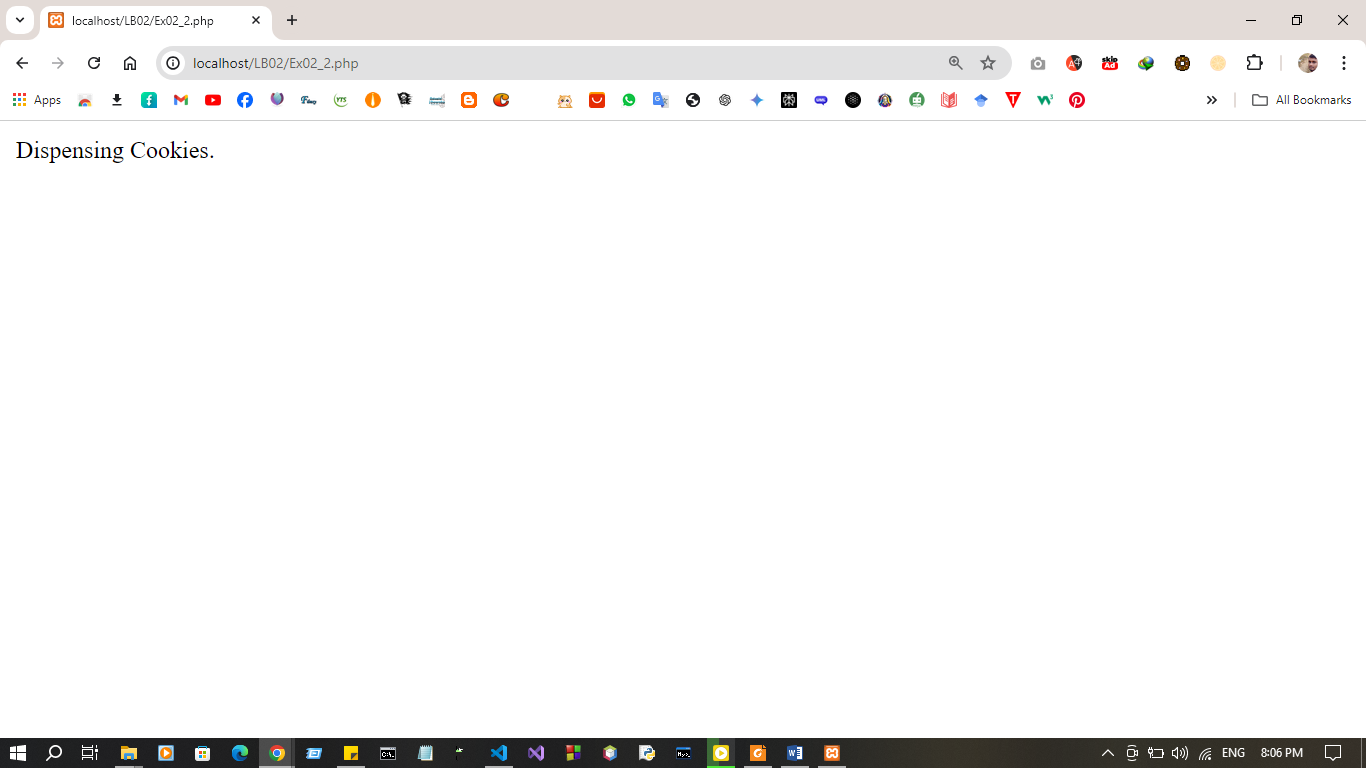 localhost/LB02/Ex02_2.php
localhost/LB02/Ex02_2.php
Apps
All Bookmarks
Dispensing Cookies.
ENG
8:06 PM